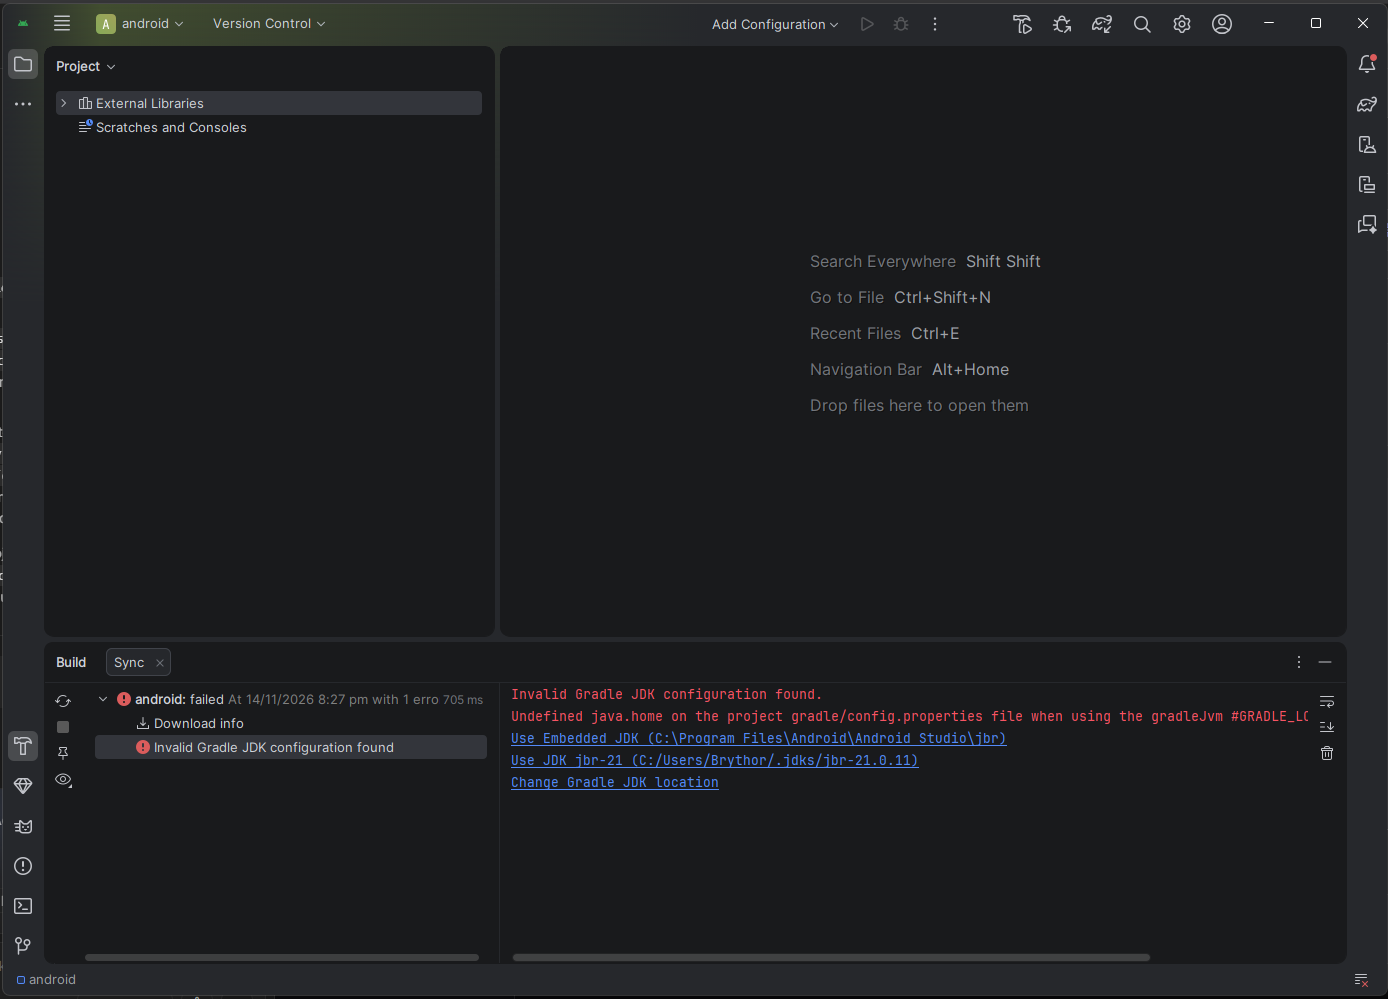 A android Version Control
Add Configuration
Project
External Libraries
Scratches and Consoles
Search Everywhere Shift Shift
Go to File Ctrl+Shift+N
Recent Files Ctrl+E
Navigation Bar Alt+Home
Drop files here to open them
Build Sync
android: failed At 14/11/2026 8:27 pm with 1 erro 705 ms
Download info
Invalid Gradle JDK configuration found
Invalid Gradle JDK configuration found.
Undefined java.home on the project gradle/config.properties file when using the gradleJvm #GRADLE_LO
Use Embedded JDK (C:\Program Files\Android\Android Studio\jbr)
Use JDK jbr-21 (C:/Users/Brythor/.jdks/jbr-21.0.11)
Change Gradle JDK location
android